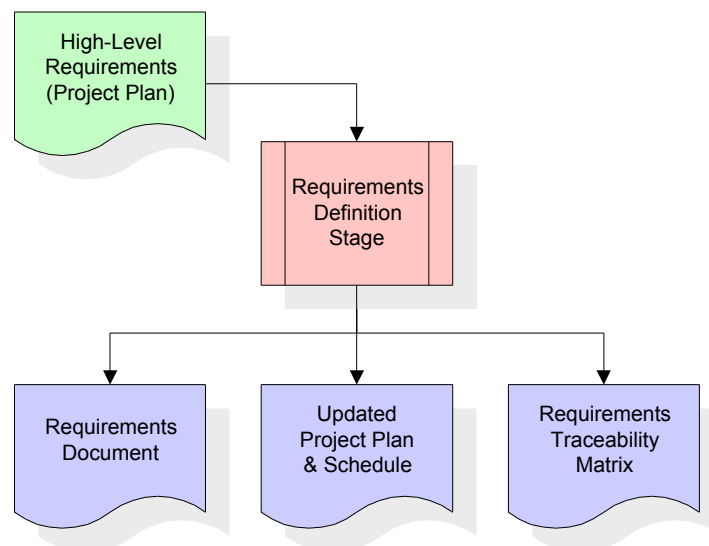 High-Level
Requirements
(Project Plan)
Requirements
Definition
Stage
Requirements
Document
Updated
Project Plan
& Schedule
Requirements
Traceability
Matrix